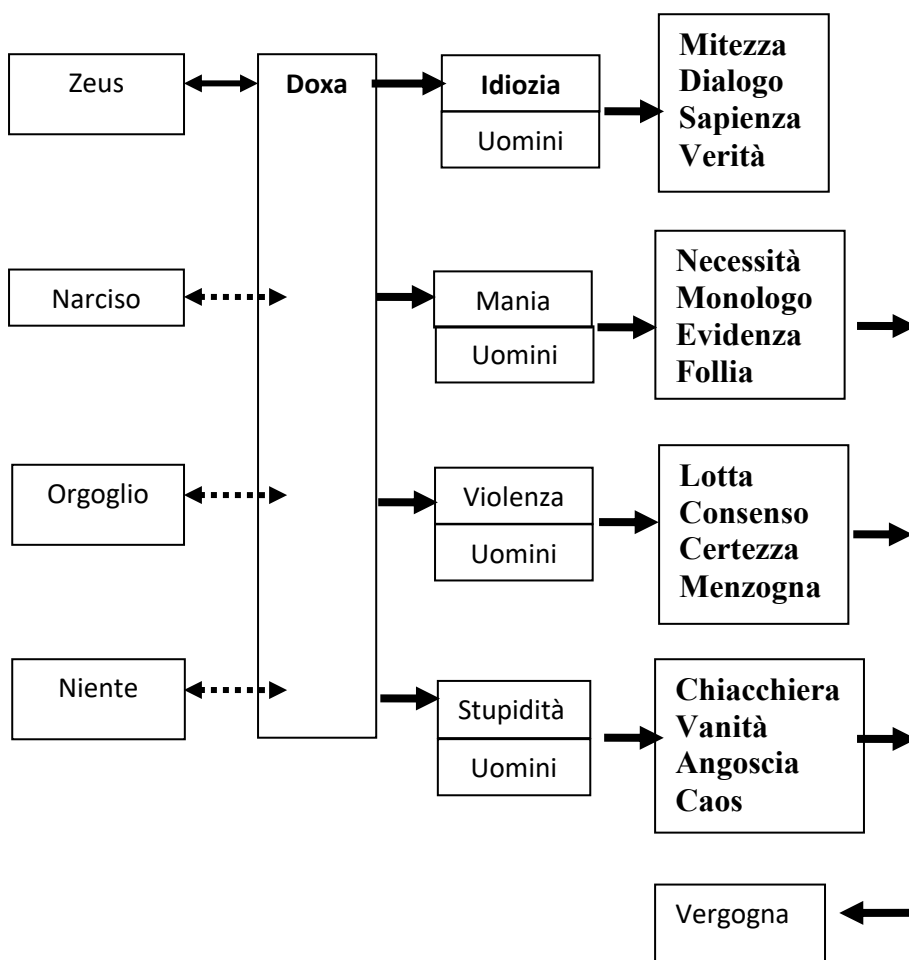 Zeus
Doxa
Idiozia
Uomini
Mitezza
Dialogo
Sapienza
Verità
Narciso
Mania
Uomini
Necessità
Monologo
Evidenza
Follia
Orgoglio
Violenza
Uomini
Lotta
Consenso
Certezza
Menzogna
Niente
Stupidità
Uomini
Chiacchiera
Vanità
Angoscia
Caos
Vergogna